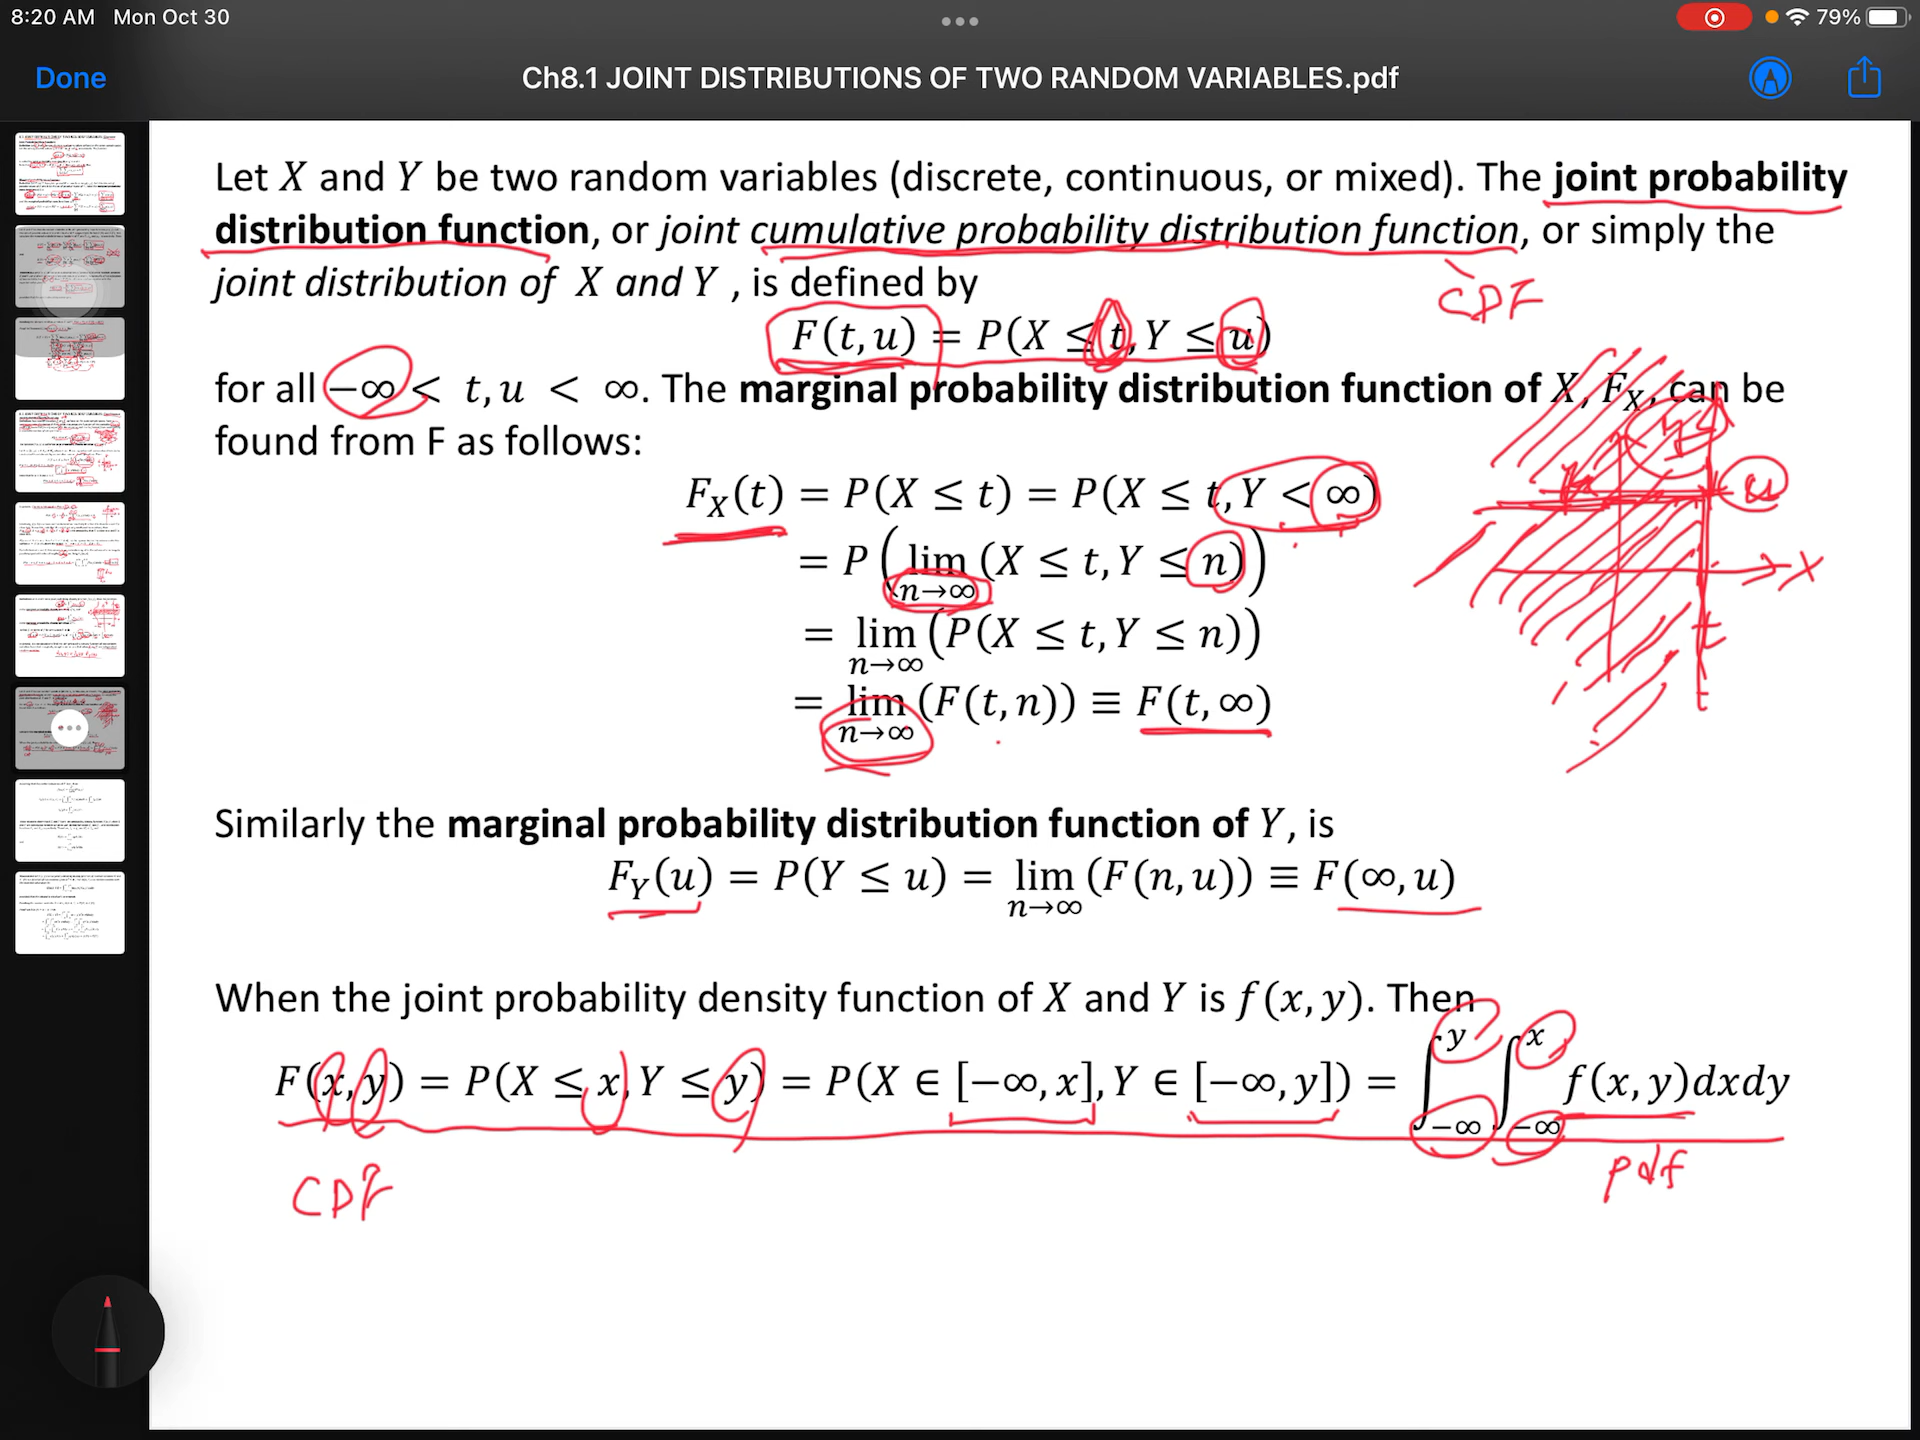 8:20 AM Mon Oct 30
79%
Done
Ch8.1 JOINT DISTRIBUTIONS OF TWO RANDOM VARIABLES.pdf
Let X and Y be two random variables (discrete, continuous, or mixed). The joint probability
distribution function, or joint cumulative probability distribution function, or simply the
joint distribution of X and Y , is defined by
CDF
F(t, u) = P(X ≤ t, Y ≤ u)
for all −∞ < t, u < ∞. The marginal probability distribution function of X, F_X, can be
found from F as follows:
F_X(t) = P(X ≤ t) = P(X ≤ t, Y < ∞)
u
= P(lim_{n→∞}(X ≤ t, Y ≤ n))
X
= lim_{n→∞}(P(X ≤ t, Y ≤ n))
t
= lim_{n→∞}(F(t, n)) ≡ F(t, ∞)
Similarly the marginal probability distribution function of Y, is
F_Y(u) = P(Y ≤ u) = lim_{n→∞}(F(n, u)) ≡ F(∞, u)
When the joint probability density function of X and Y is f(x, y). Then
F(x, y) = P(X ≤ x, Y ≤ y) = P(X ∈ [−∞, x], Y ∈ [−∞, y]) = ∫_{−∞}^{y} ∫_{−∞}^{x} f(x, y)dxdy
CDF
pdf